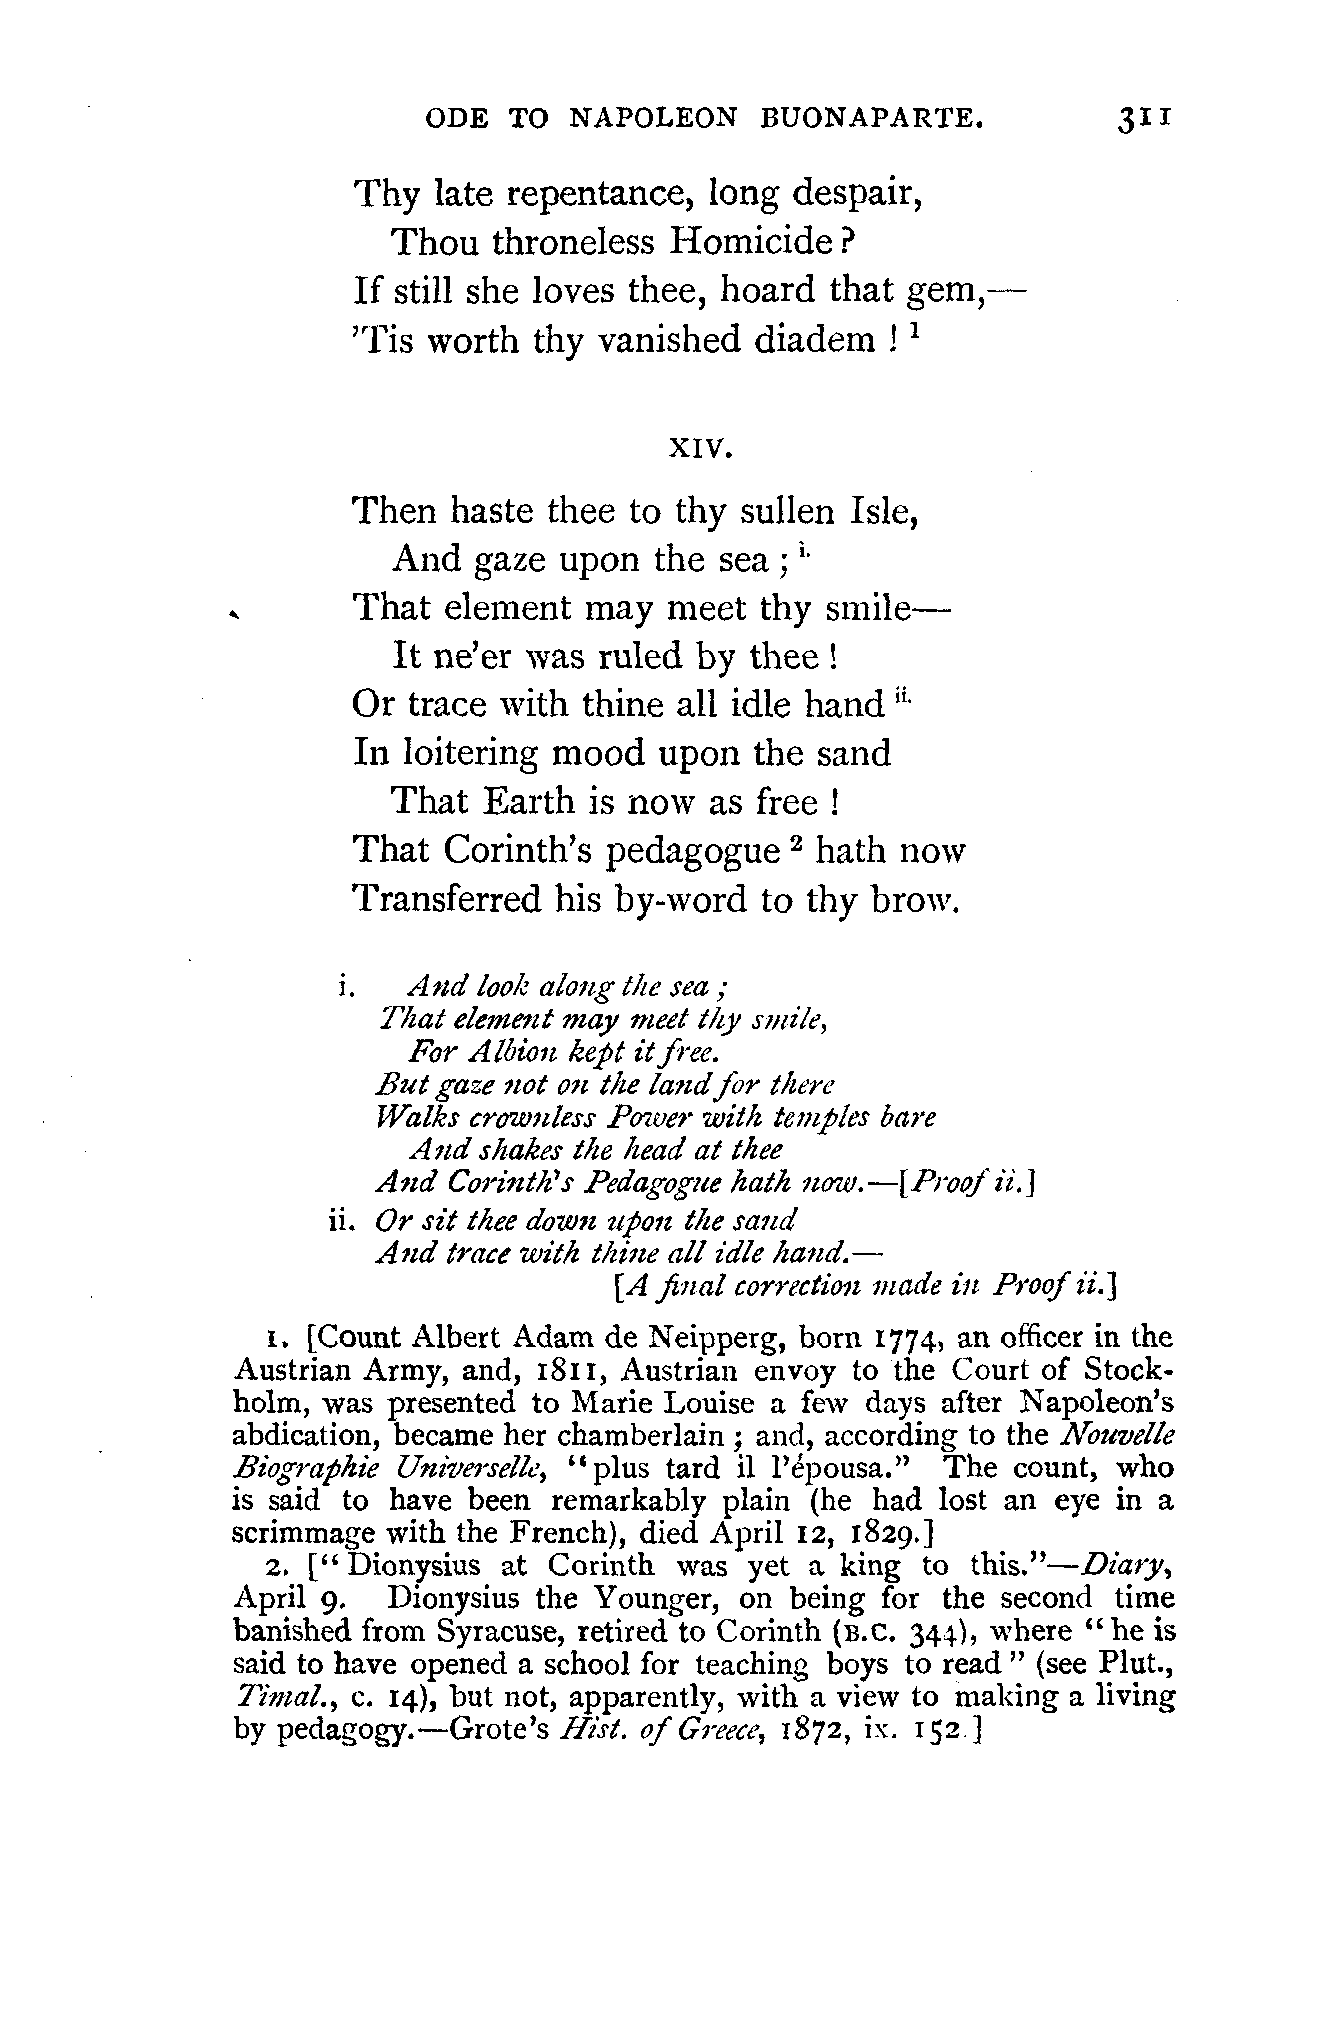 ODE TO NAPOLEON BUONAPARTE. 311
Thy late repentance, long despair,
Thou throneless Homicide?
If still she loves thee, hoard that gem,—
'Tis worth thy vanished diadem ! 1
XIV.
Then haste thee to thy sullen Isle,
And gaze upon the sea ; i.
That element may meet thy smile—
It ne'er was ruled by thee !
Or trace with thine all idle hand ii.
In loitering mood upon the sand
That Earth is now as free !
That Corinth's pedagogue 2 hath now
Transferred his by-word to thy brow.
i. And look along the sea ;
That element may meet thy smile,
For Albion kept it free.
But gaze not on the land for there
Walks crownless Power with temples bare
And shakes the head at thee
And Corinth's Pedagogue hath now.—[Proof ii.]
ii. Or sit thee down upon the sand
And trace with thine all idle hand.—
[A final correction made in Proof ii.]
1. [Count Albert Adam de Neipperg, born 1774, an officer in the
Austrian Army, and, 1811, Austrian envoy to the Court of Stock-
holm, was presented to Marie Louise a few days after Napoleon's
abdication, became her chamberlain ; and, according to the Nouvelle
Biographie Universelle, "plus tard il l'épousa." The count, who
is said to have been remarkably plain (he had lost an eye in a
scrimmage with the French), died April 12, 1829.]
2. ["Dionysius at Corinth was yet a king to this."—Diary,
April 9. Dionysius the Younger, on being for the second time
banished from Syracuse, retired to Corinth (B.C. 344), where "he is
said to have opened a school for teaching boys to read" (see Plut.,
Timal., c. 14), but not, apparently, with a view to making a living
by pedagogy.—Grote's Hist. of Greece, 1872, ix. 152.]